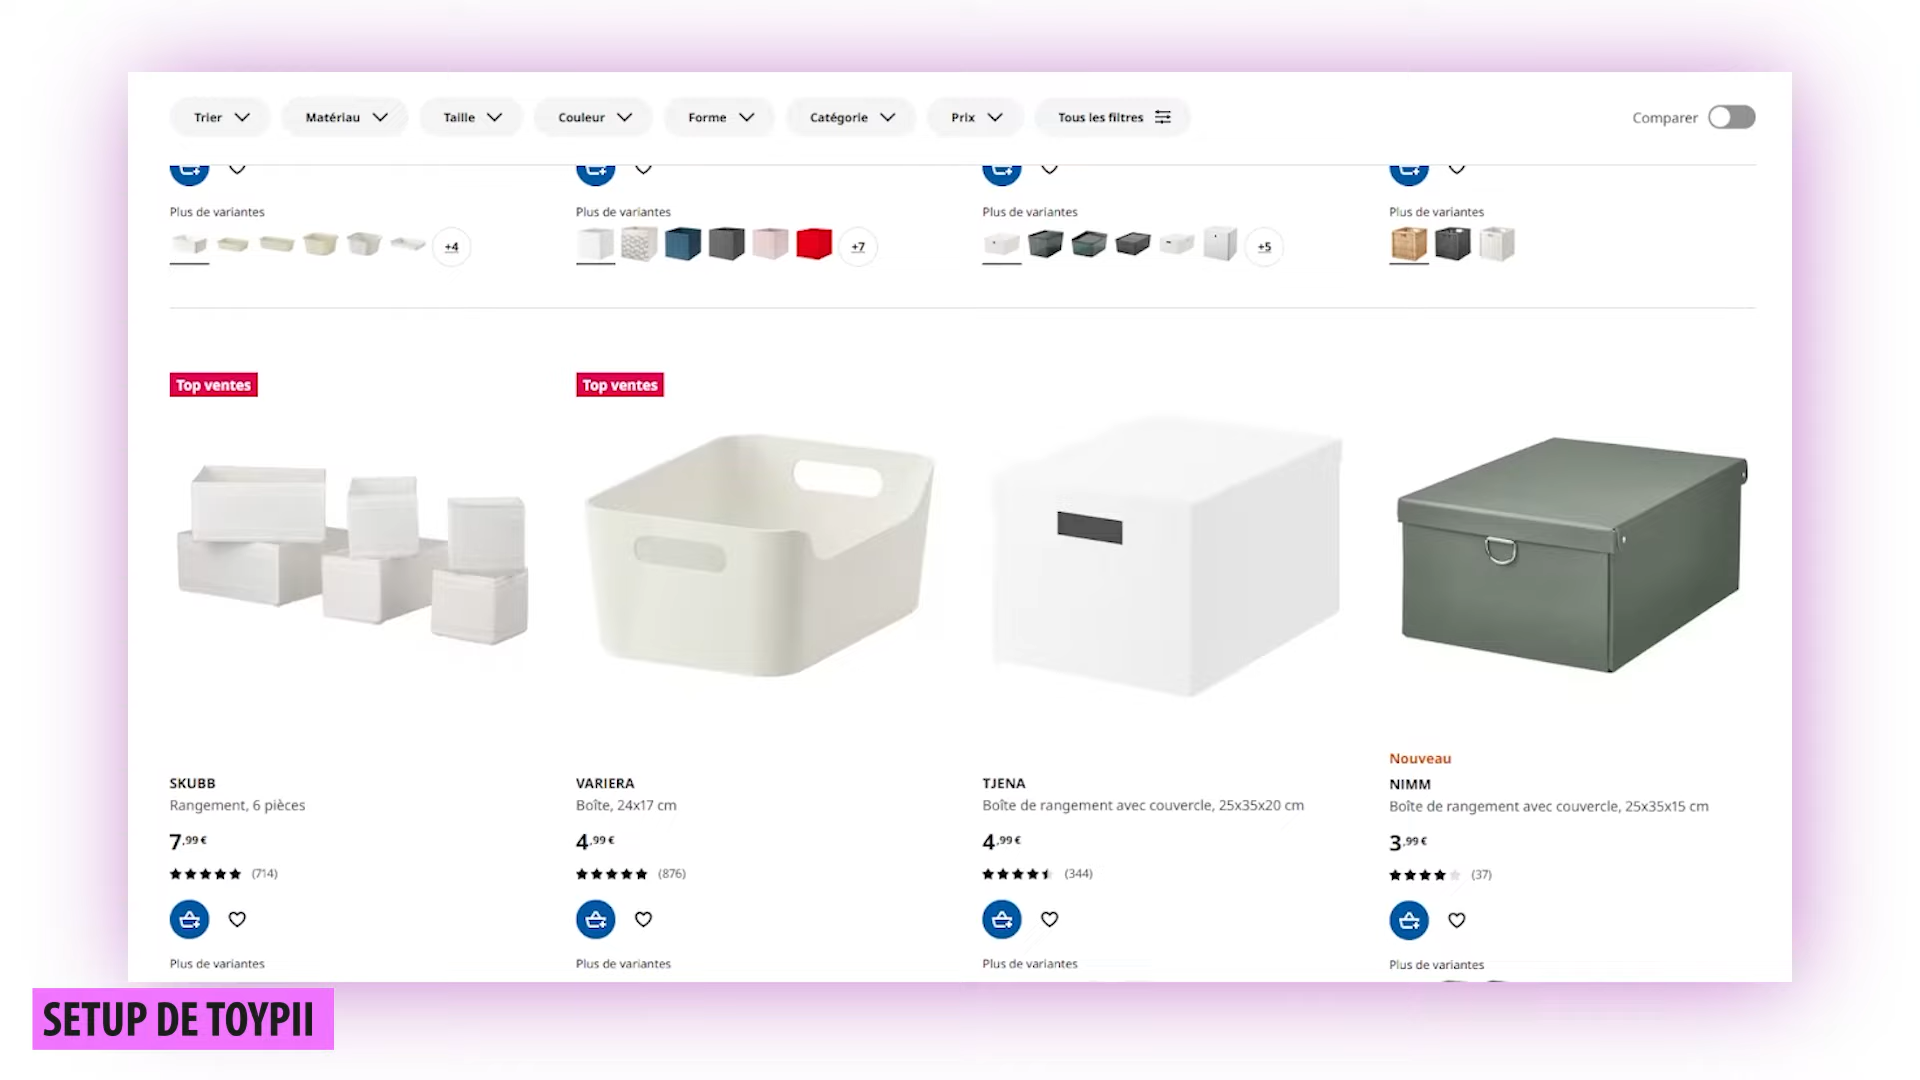 Trier Matériau Taille Couleur Forme Catégorie Prix Tous les filtres Comparer
Plus de variantes Plus de variantes Plus de variantes Plus de variantes
+4 +7 +5
Top ventes Top ventes
Nouveau
SKUBB VARIERA TJENA NIMM
Rangement, 6 pièces Boîte, 24x17 cm Boîte de rangement avec couvercle, 25x35x20 cm Boîte de rangement avec couvercle, 25x35x15 cm
7,99€ 4,99€ 4,99€ 3,99€
(714) (876) (344) (37)
Plus de variantes Plus de variantes Plus de variantes Plus de variantes
SETUP DE TOYPII